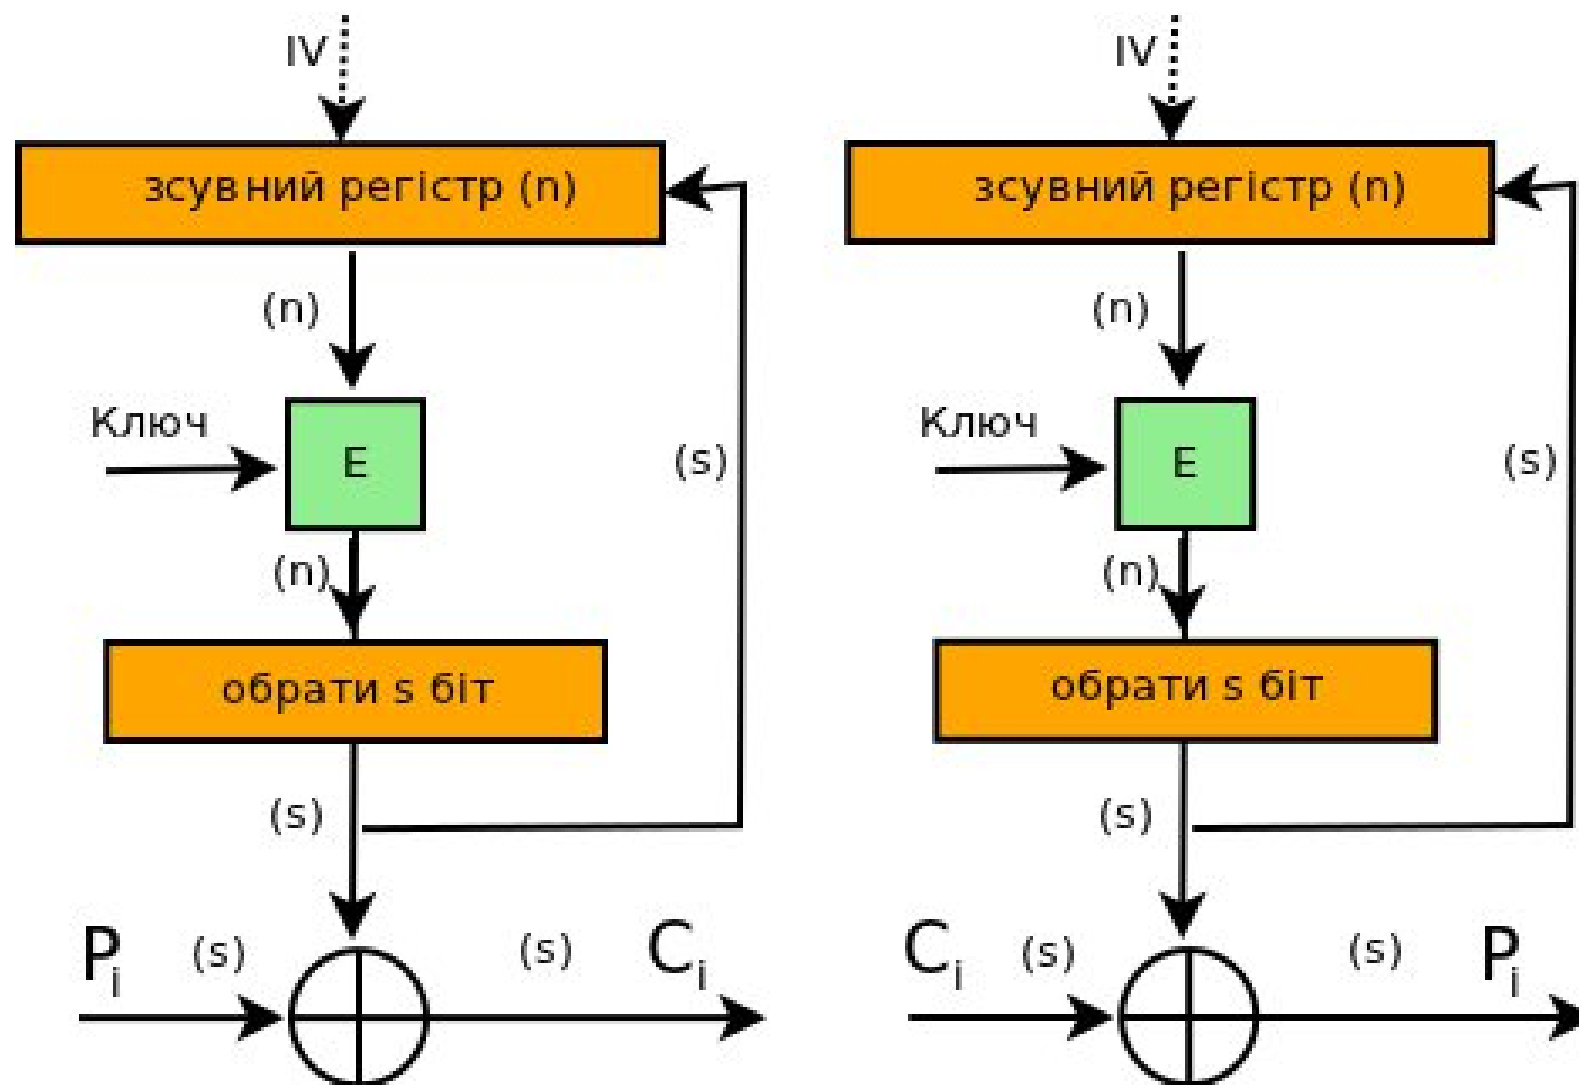 IV
зсувний регістр (n)
(n)
Ключ
E
(s)
(n)
обрати s біт
(s)
Pi
(s)
(s)
Ci
IV
зсувний регістр (n)
(n)
Ключ
E
(s)
(n)
обрати s біт
(s)
Ci
(s)
(s)
Pi